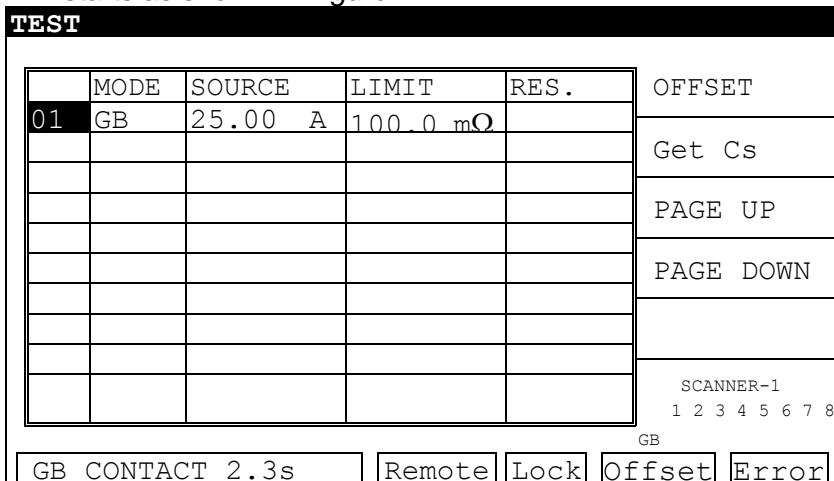 TEST
MODE SOURCE LIMIT RES. OFFSET
01 GB 25.00 A 100.0 mΩ
Get Cs
PAGE UP
PAGE DOWN
SCANNER-1
1 2 3 4 5 6 7 8
GB
GB CONTACT 2.3s Remote Lock Offset Error